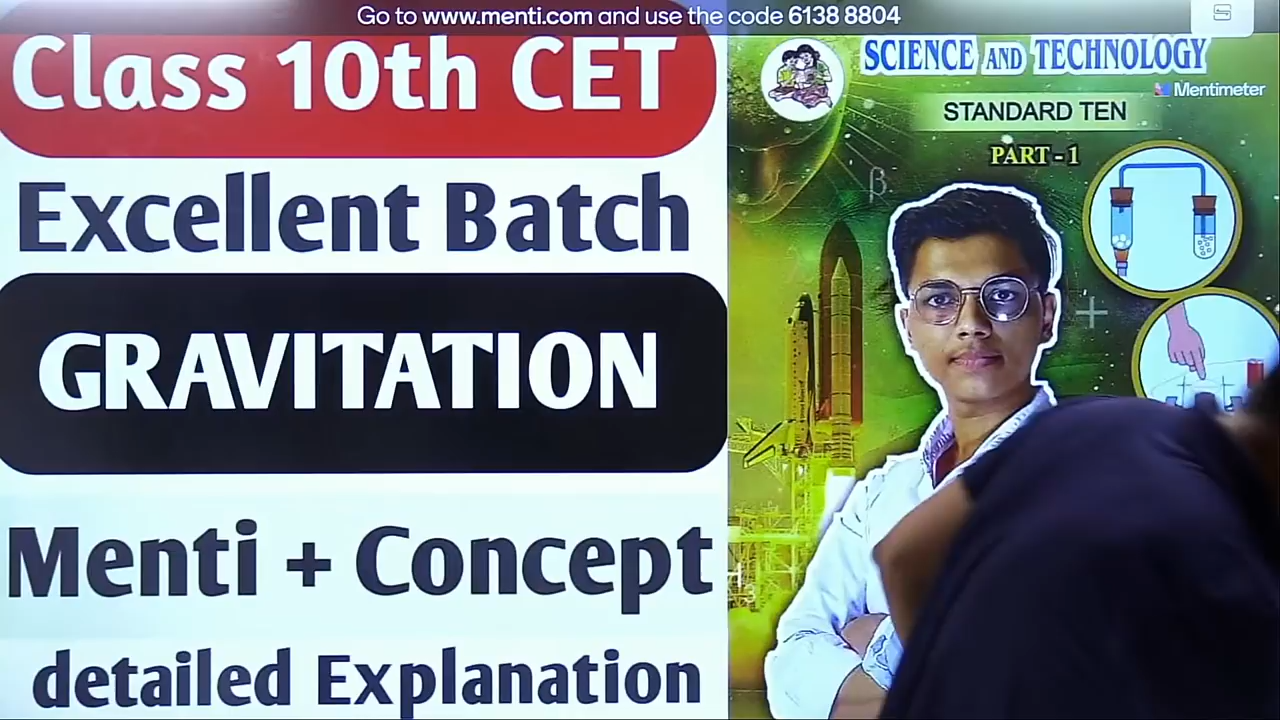 Go to www.menti.com and use the code 6138 8804
Class 10th CET
Excellent Batch
GRAVITATION
Menti + Concept
detailed Explanation
SCIENCE AND TECHNOLOGY
Mentimeter
STANDARD TEN
PART - 1
β